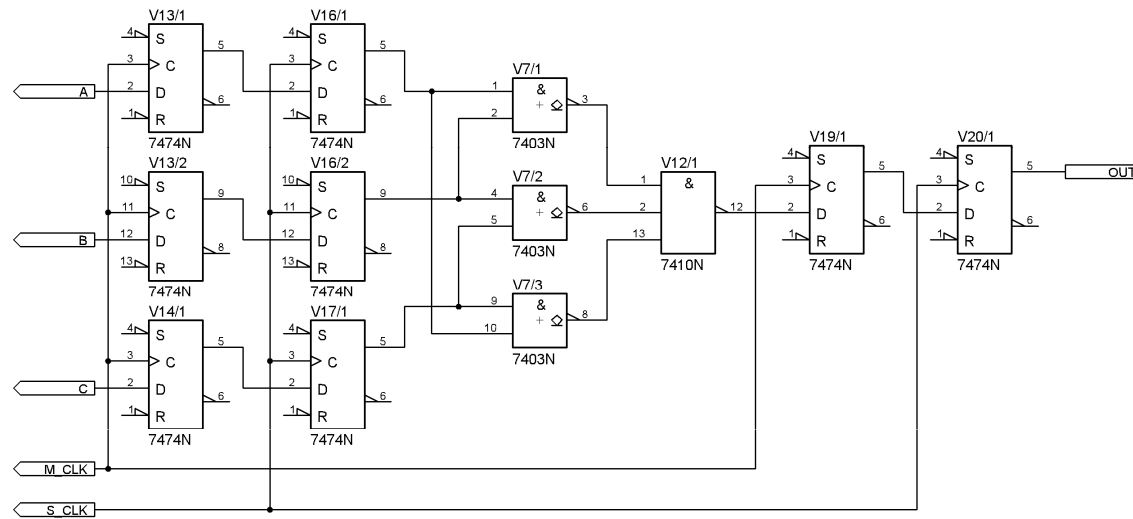 V13/1
4
S
3
C
5
A
2
D
6
1
R
7474N
V16/1
4
S
3
C
5
2
D
6
1
R
7474N
V7/1
1
&
+
3
2
7403N
V13/2
10
S
11
C
9
B
12
D
8
13
R
7474N
V16/2
10
S
11
C
9
12
D
8
13
R
7474N
V7/2
4
&
+
6
5
7403N
V12/1
1
&
2
12
13
7410N
V19/1
4
S
3
C
5
2
D
6
1
R
7474N
V20/1
4
S
3
C
5
OUT
2
D
6
1
R
7474N
V14/1
4
S
3
C
5
C
2
D
6
1
R
7474N
V17/1
4
S
3
C
5
2
D
6
1
R
7474N
V7/3
9
&
+
8
10
7403N
M_CLK
S_CLK